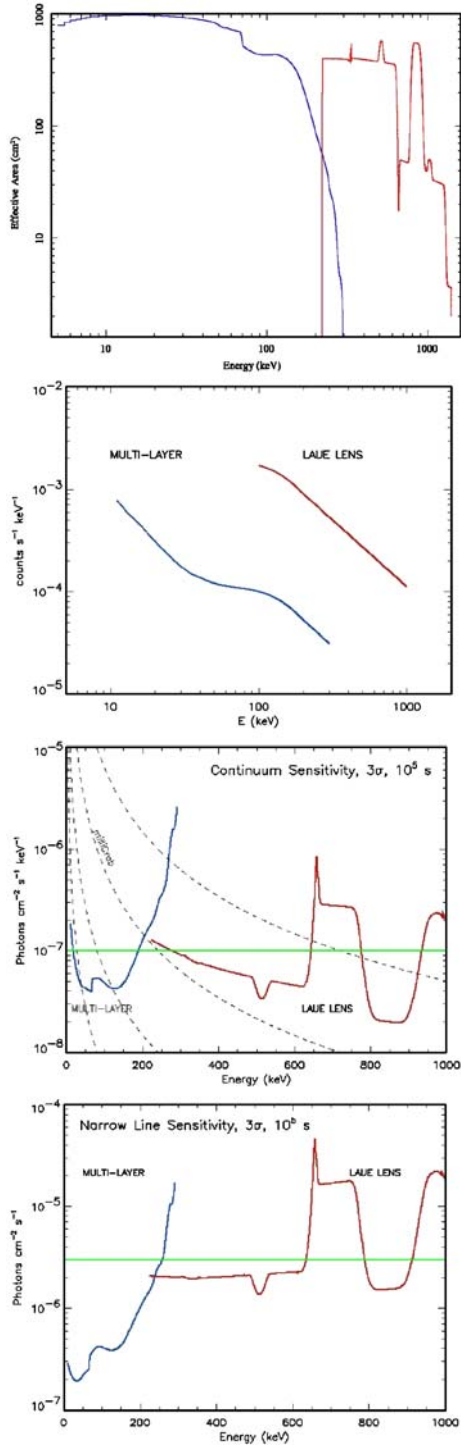 1000
100
10
Effective Area (cm²)
10
100
1000
Energy (keV)
10⁻²
10⁻³
10⁻⁴
10⁻⁵
counts s⁻¹ keV⁻¹
MULTI-LAYER
LAUE LENS
10
100
1000
E (keV)
10⁻⁵
10⁻⁶
10⁻⁷
10⁻⁸
Photons cm⁻² s⁻¹ keV⁻¹
Continuum Sensitivity, 3σ, 10⁵ s
milliCrab
MULTI-LAYER
LAUE LENS
0
200
400
600
800
1000
Energy (keV)
10⁻⁴
10⁻⁵
10⁻⁶
10⁻⁷
Photons cm⁻² s⁻¹
Narrow Line Sensitivity, 3σ, 10⁶ s
MULTI-LAYER
LAUE LENS
0
200
400
600
800
1000
Energy (keV)